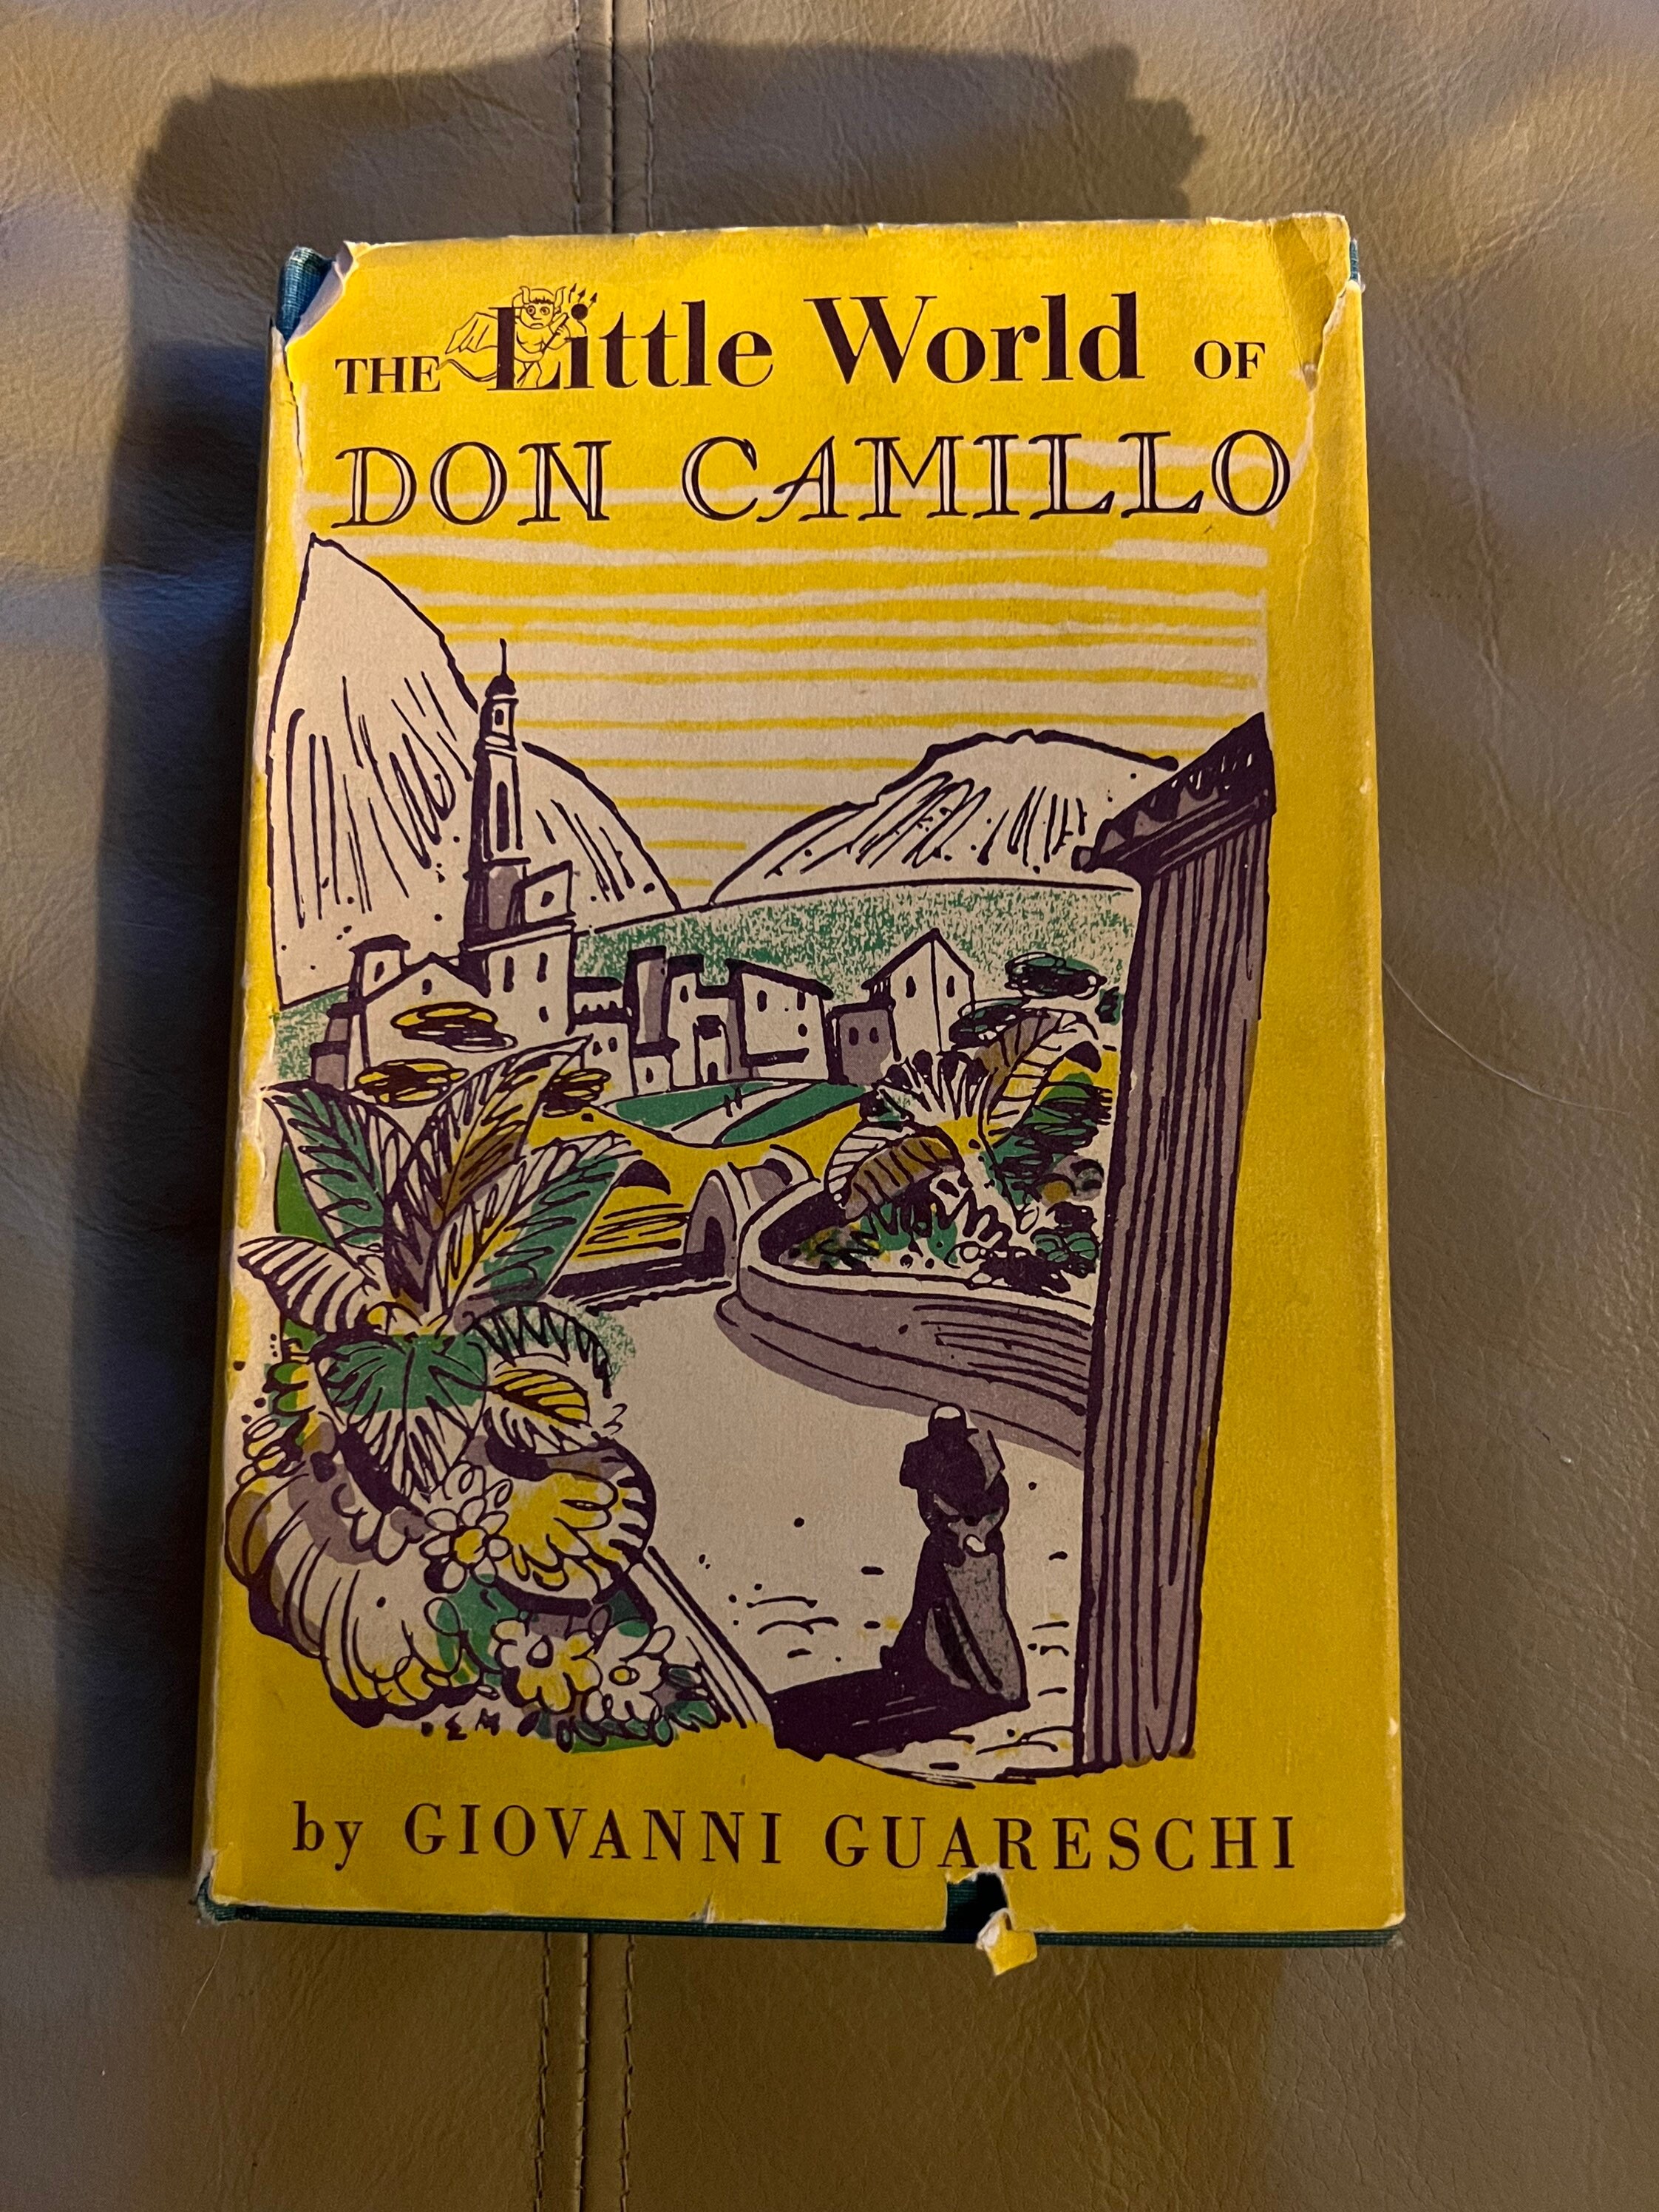 THE Little World OF
DON CAMILLO
by GIOVANNI GUARESCHI